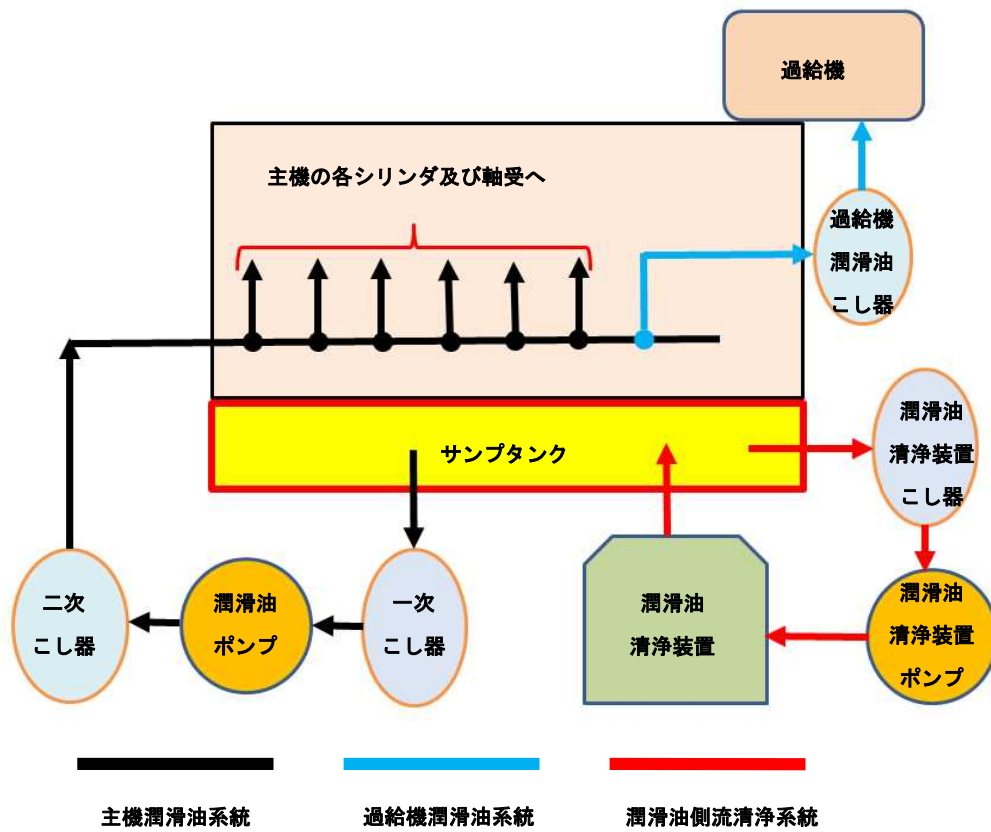 過給機
主機の各シリンダ及び軸受へ
過給機
潤滑油
こし器
サンプタンク
潤滑油
清浄装置
こし器
二次
こし器
潤滑油
ポンプ
一次
こし器
潤滑油
清浄装置
潤滑油
清浄装置
ポンプ
主機潤滑油系統
過給機潤滑油系統
潤滑油側流清浄系統